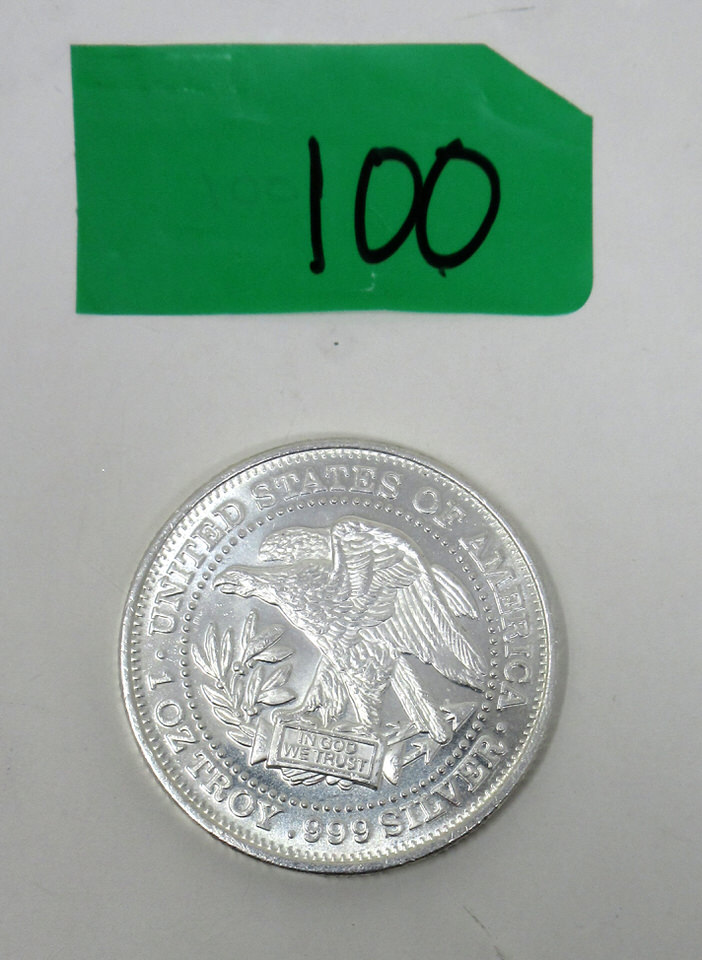 100
UNITED STATES OF AMERICA
IN GOD
WE TRUST
1 OZ TROY .999 SILVER